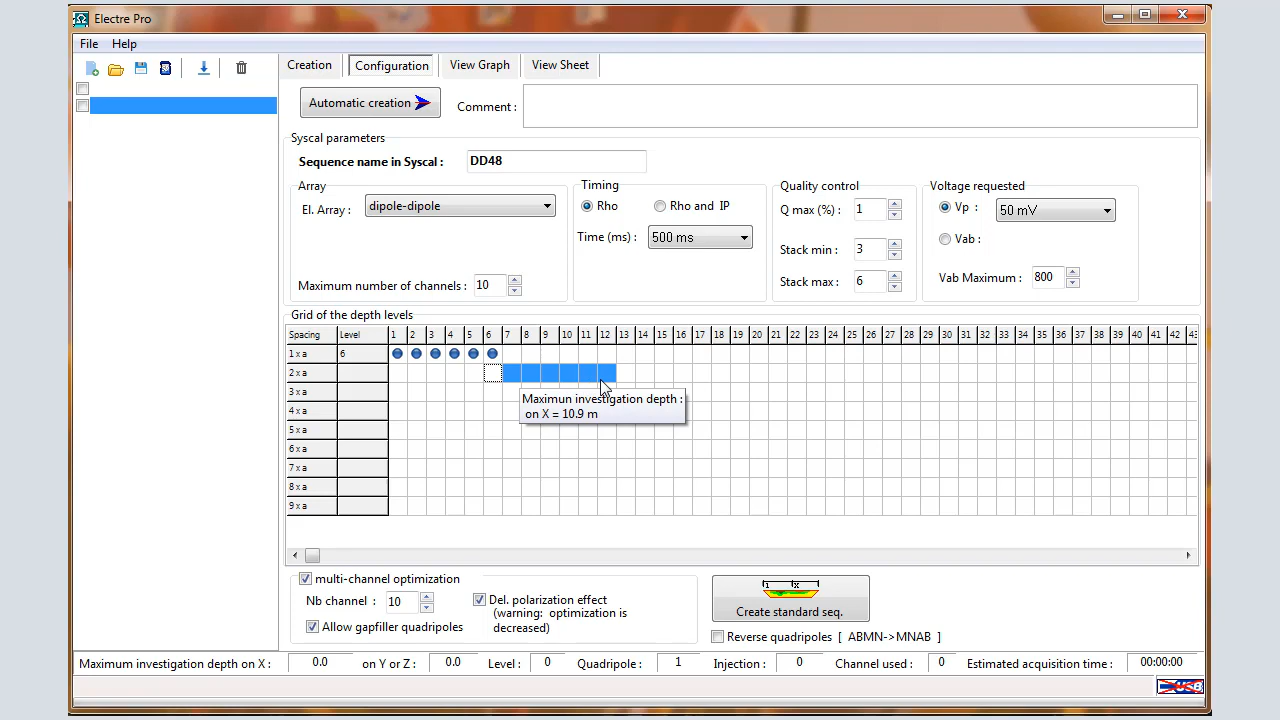 Electre Pro
File Help
Creation Configuration View Graph View Sheet
Automatic creation Comment :
Syscal parameters
Sequence name in Syscal : DD48
Array
El. Array : dipole-dipole
Maximum number of channels : 10
Timing
Rho Rho and IP
Time (ms) : 500 ms
Quality control
Q max (%) : 1
Stack min : 3
Stack max : 6
Voltage requested
Vp : 50 mV
Vab :
Vab Maximum : 800
Grid of the depth levels
Spacing Level 1 2 3 4 5 6 7 8 9 10 11 12 13 14 15 16 17 18 19 20 21 22 23 24 25 26 27 28 29 30 31 32 33 34 35 36 37 38 39 40 41 42 43
1 x a 6
2 x a
3 x a
4 x a
5 x a
6 x a
7 x a
8 x a
9 x a
Maximun investigation depth :
on X = 10.9 m
multi-channel optimization
Nb channel : 10
Allow gapfiller quadripoles
Del. polarization effect
(warning: optimization is
decreased)
1 x
Create standard seq.
Reverse quadripoles [ ABMN->MNAB ]
Maximum investigation depth on X : 0.0 on Y or Z : 0.0 Level : 0 Quadripole : 1 Injection : 0 Channel used : 0 Estimated acquisition time : 00:00:00
USB